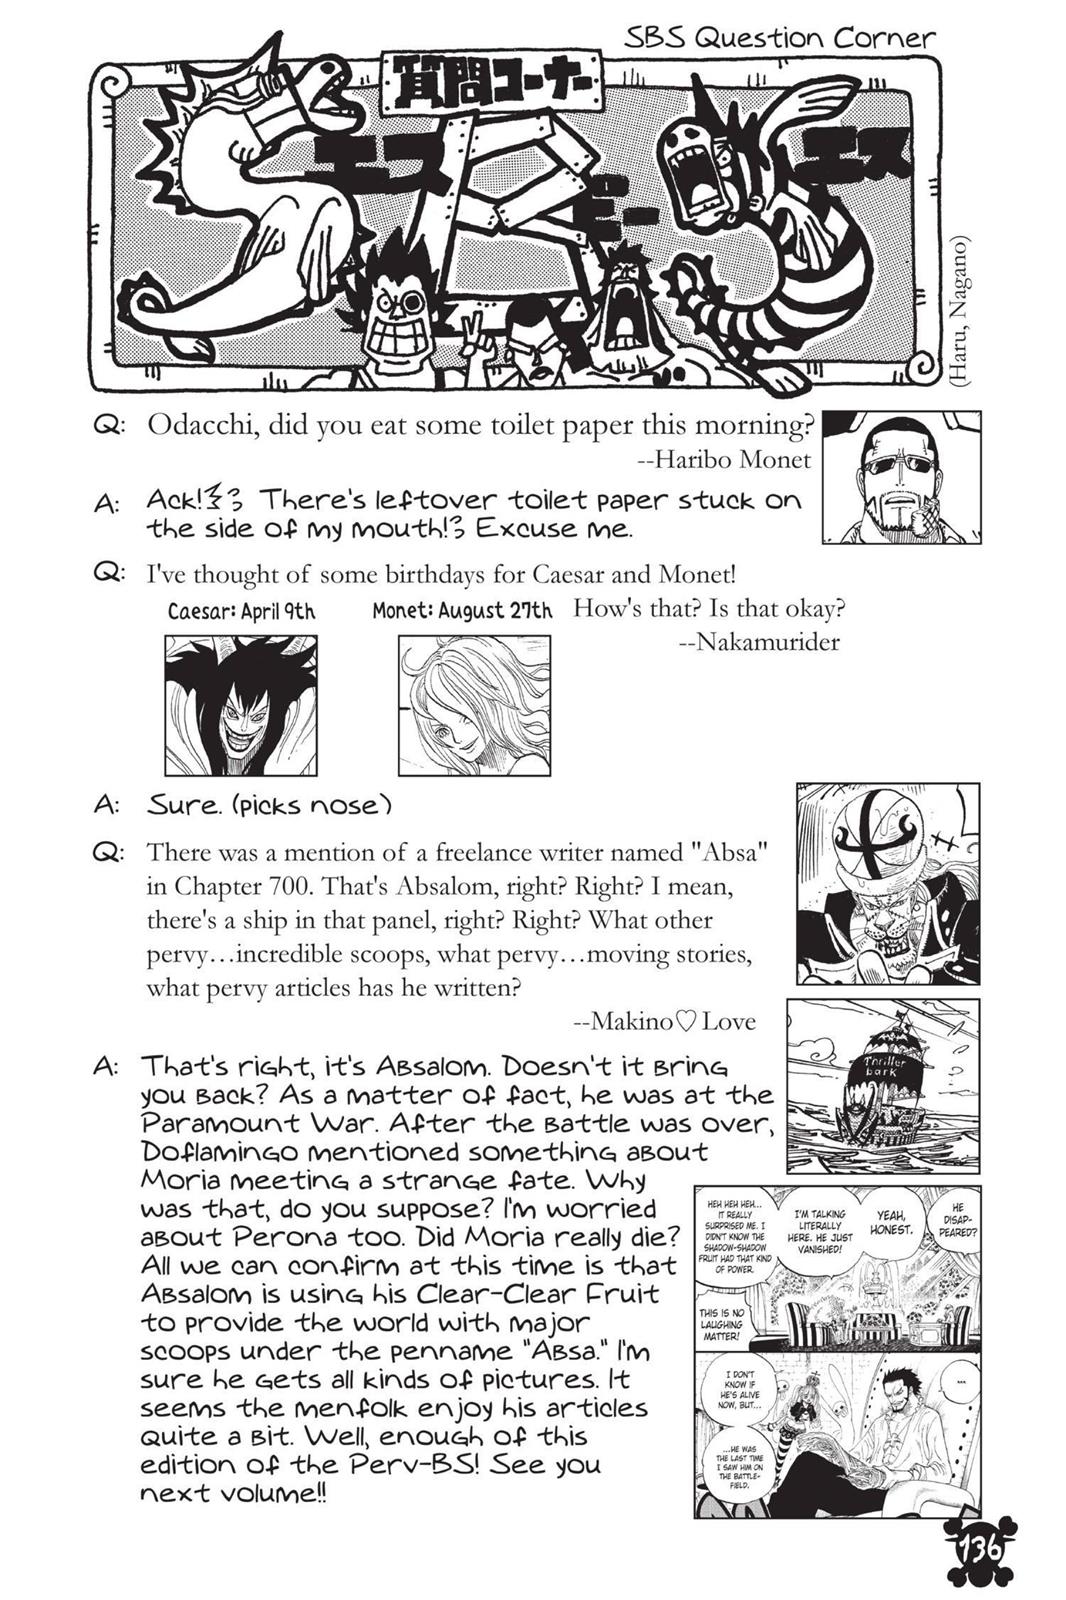 SBS Question Corner
質問コーナー
エス
ビー
エス
(Haru, Nagano)
Q: Odacchi, did you eat some toilet paper this morning?
--Haribo Monet
A: Ack! There's leftover toilet paper stuck on
the side of my mouth! Excuse me.
Q: I've thought of some birthdays for Caesar and Monet!
Caesar: April 9th
Monet: August 27th
How's that? Is that okay?
--Nakamurider
A: Sure. (picks nose)
Q: There was a mention of a freelance writer named "Absa"
in Chapter 700. That's Absalom, right? Right? I mean,
there's a ship in that panel, right? Right? What other
pervy…incredible scoops, what pervy…moving stories,
what pervy articles has he written?
--Makino♡Love
A: That's right, it's Absalom. Doesn't it bring
you back? As a matter of fact, he was at the
Paramount War. After the battle was over,
Doflamingo mentioned something about
Moria meeting a strange fate. Why
was that, do you suppose? I'm worried
about Perona too. Did Moria really die?
All we can confirm at this time is that
Absalom is using his Clear-Clear Fruit
to provide the world with major
scoops under the penname "Absa." I'm
sure he gets all kinds of pictures. It
seems the menfolk enjoy his articles
quite a bit. Well, enough of this
edition of the Perv-BS! See you
next volume!!
Thriller
bark
HE
DISAP-
PEARED?
YEAH,
HONEST.
I'M TALKING
LITERALLY
HERE. HE JUST
VANISHED!
HEH HEH HEH...
IT REALLY
SURPRISED ME. I
DIDN'T KNOW THE
SHADOW-SHADOW
FRUIT HAD THAT KIND
OF POWER.
THIS IS NO
LAUGHING
MATTER!
...
I DON'T
KNOW IF
HE'S ALIVE
NOW, BUT...
...HE WAS
THE LAST TIME
I SAW HIM ON
THE BATTLE-
FIELD.
136